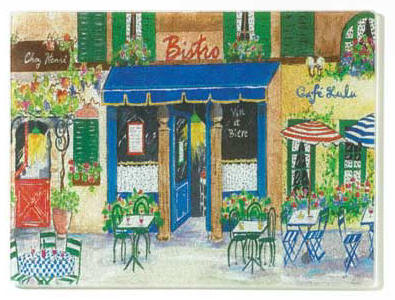 Chez Henri
Bistro
Vin
et
Bière
Café Lulu